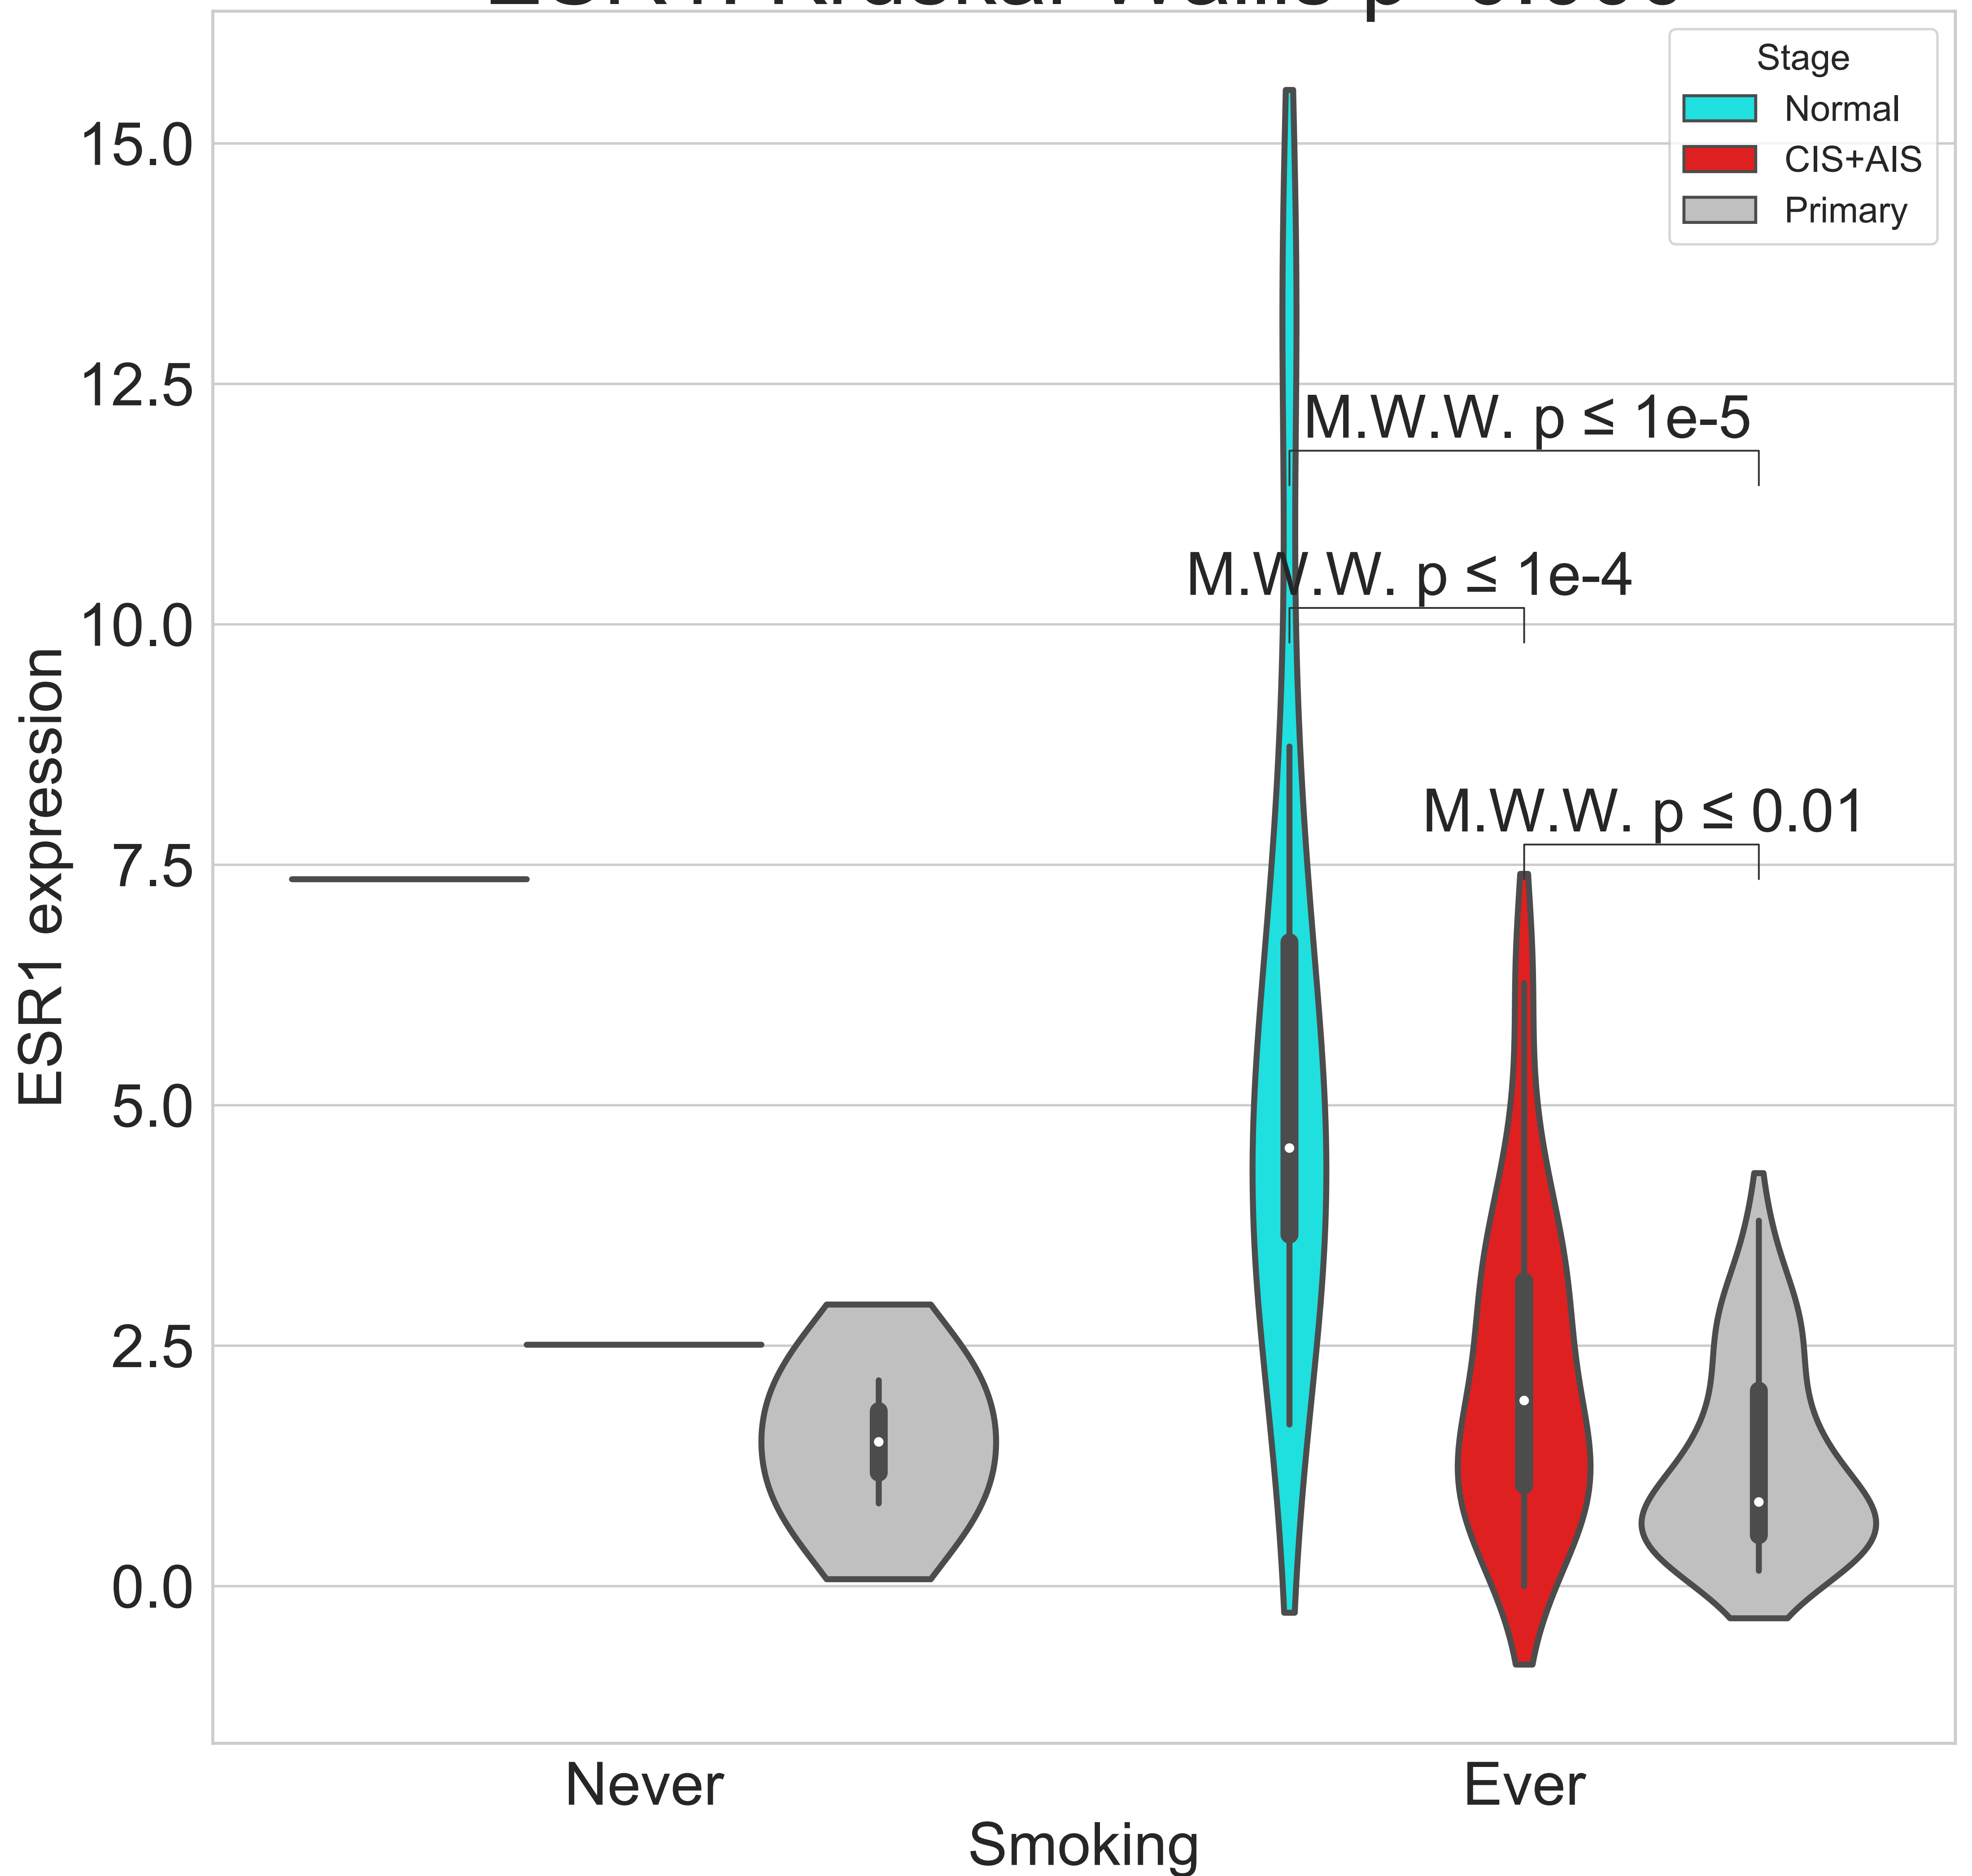 Stage
Normal
CIS+AIS
Primary
15.0
12.5
10.0
7.5
5.0
2.5
0.0
ESR1 expression
M.W.W. p ≤ 1e-5
M.W.W. p ≤ 1e-4
M.W.W. p ≤ 0.01
Never
Ever
Smoking